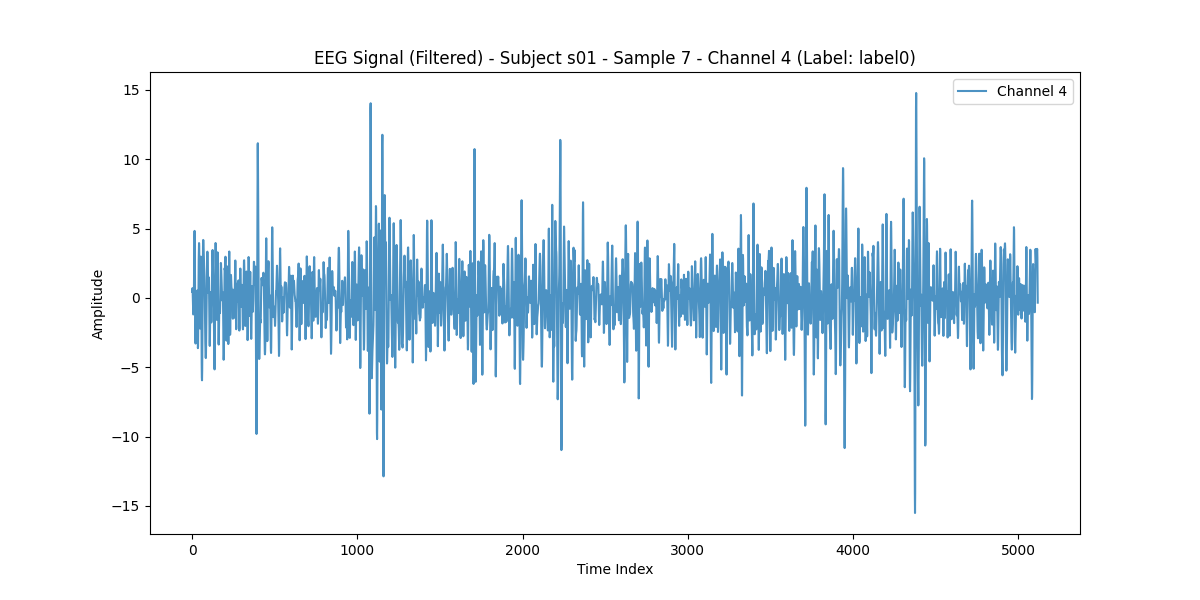 EEG Signal (Filtered) - Subject s01 - Sample 7 - Channel 4 (Label: label0)
Channel 4
15
10
5
0
−5
−10
−15
Amplitude
0 1000 2000 3000 4000 5000
Time Index